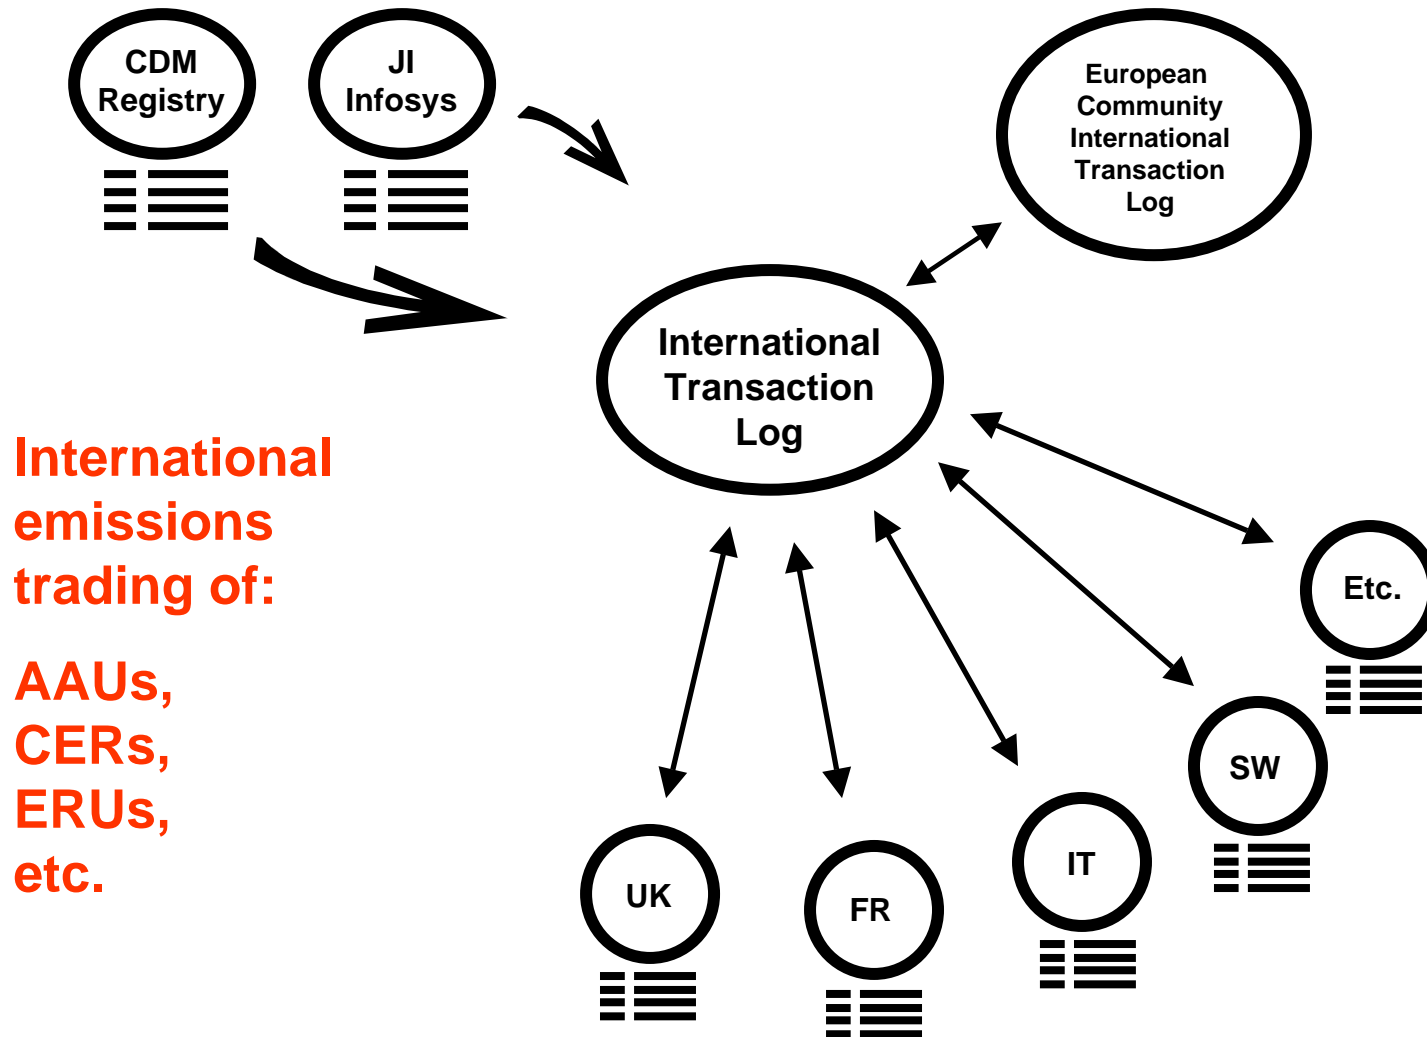 CDM
Registry
JI
Infosys
European
Community
International
Transaction
Log
International
Transaction
Log
International
emissions
trading of:
AAUs,
CERs,
ERUs,
etc.
Etc.
SW
IT
UK
FR